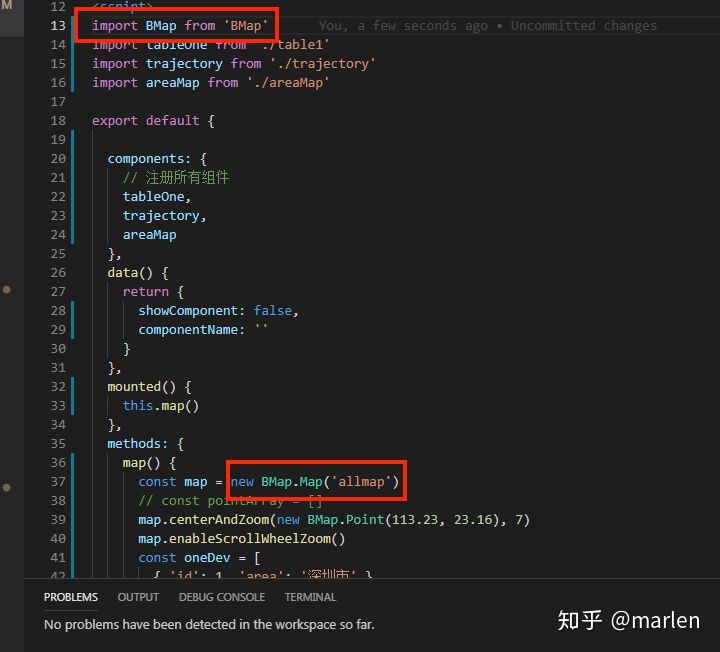 M
12 <script>
13 import BMap from 'BMap' You, a few seconds ago • Uncommitted changes
14 import tableOne from './table1'
15 import trajectory from './trajectory'
16 import areaMap from './areaMap'
17
18 export default {
19
20 components: {
21 // 注册所有组件
22 tableOne,
23 trajectory,
24 areaMap
25 },
26 data() {
27 return {
28 showComponent: false,
29 componentName: ''
30 }
31 },
32 mounted() {
33 this.map()
34 },
35 methods: {
36 map() {
37 const map = new BMap.Map('allmap')
38 // const pointArray = []
39 map.centerAndZoom(new BMap.Point(113.23, 23.16), 7)
40 map.enableScrollWheelZoom()
41 const oneDev = [
42 { 'id': 1, 'area': '深圳市' },
PROBLEMS OUTPUT DEBUG CONSOLE TERMINAL
No problems have been detected in the workspace so far.
知乎 @marlen